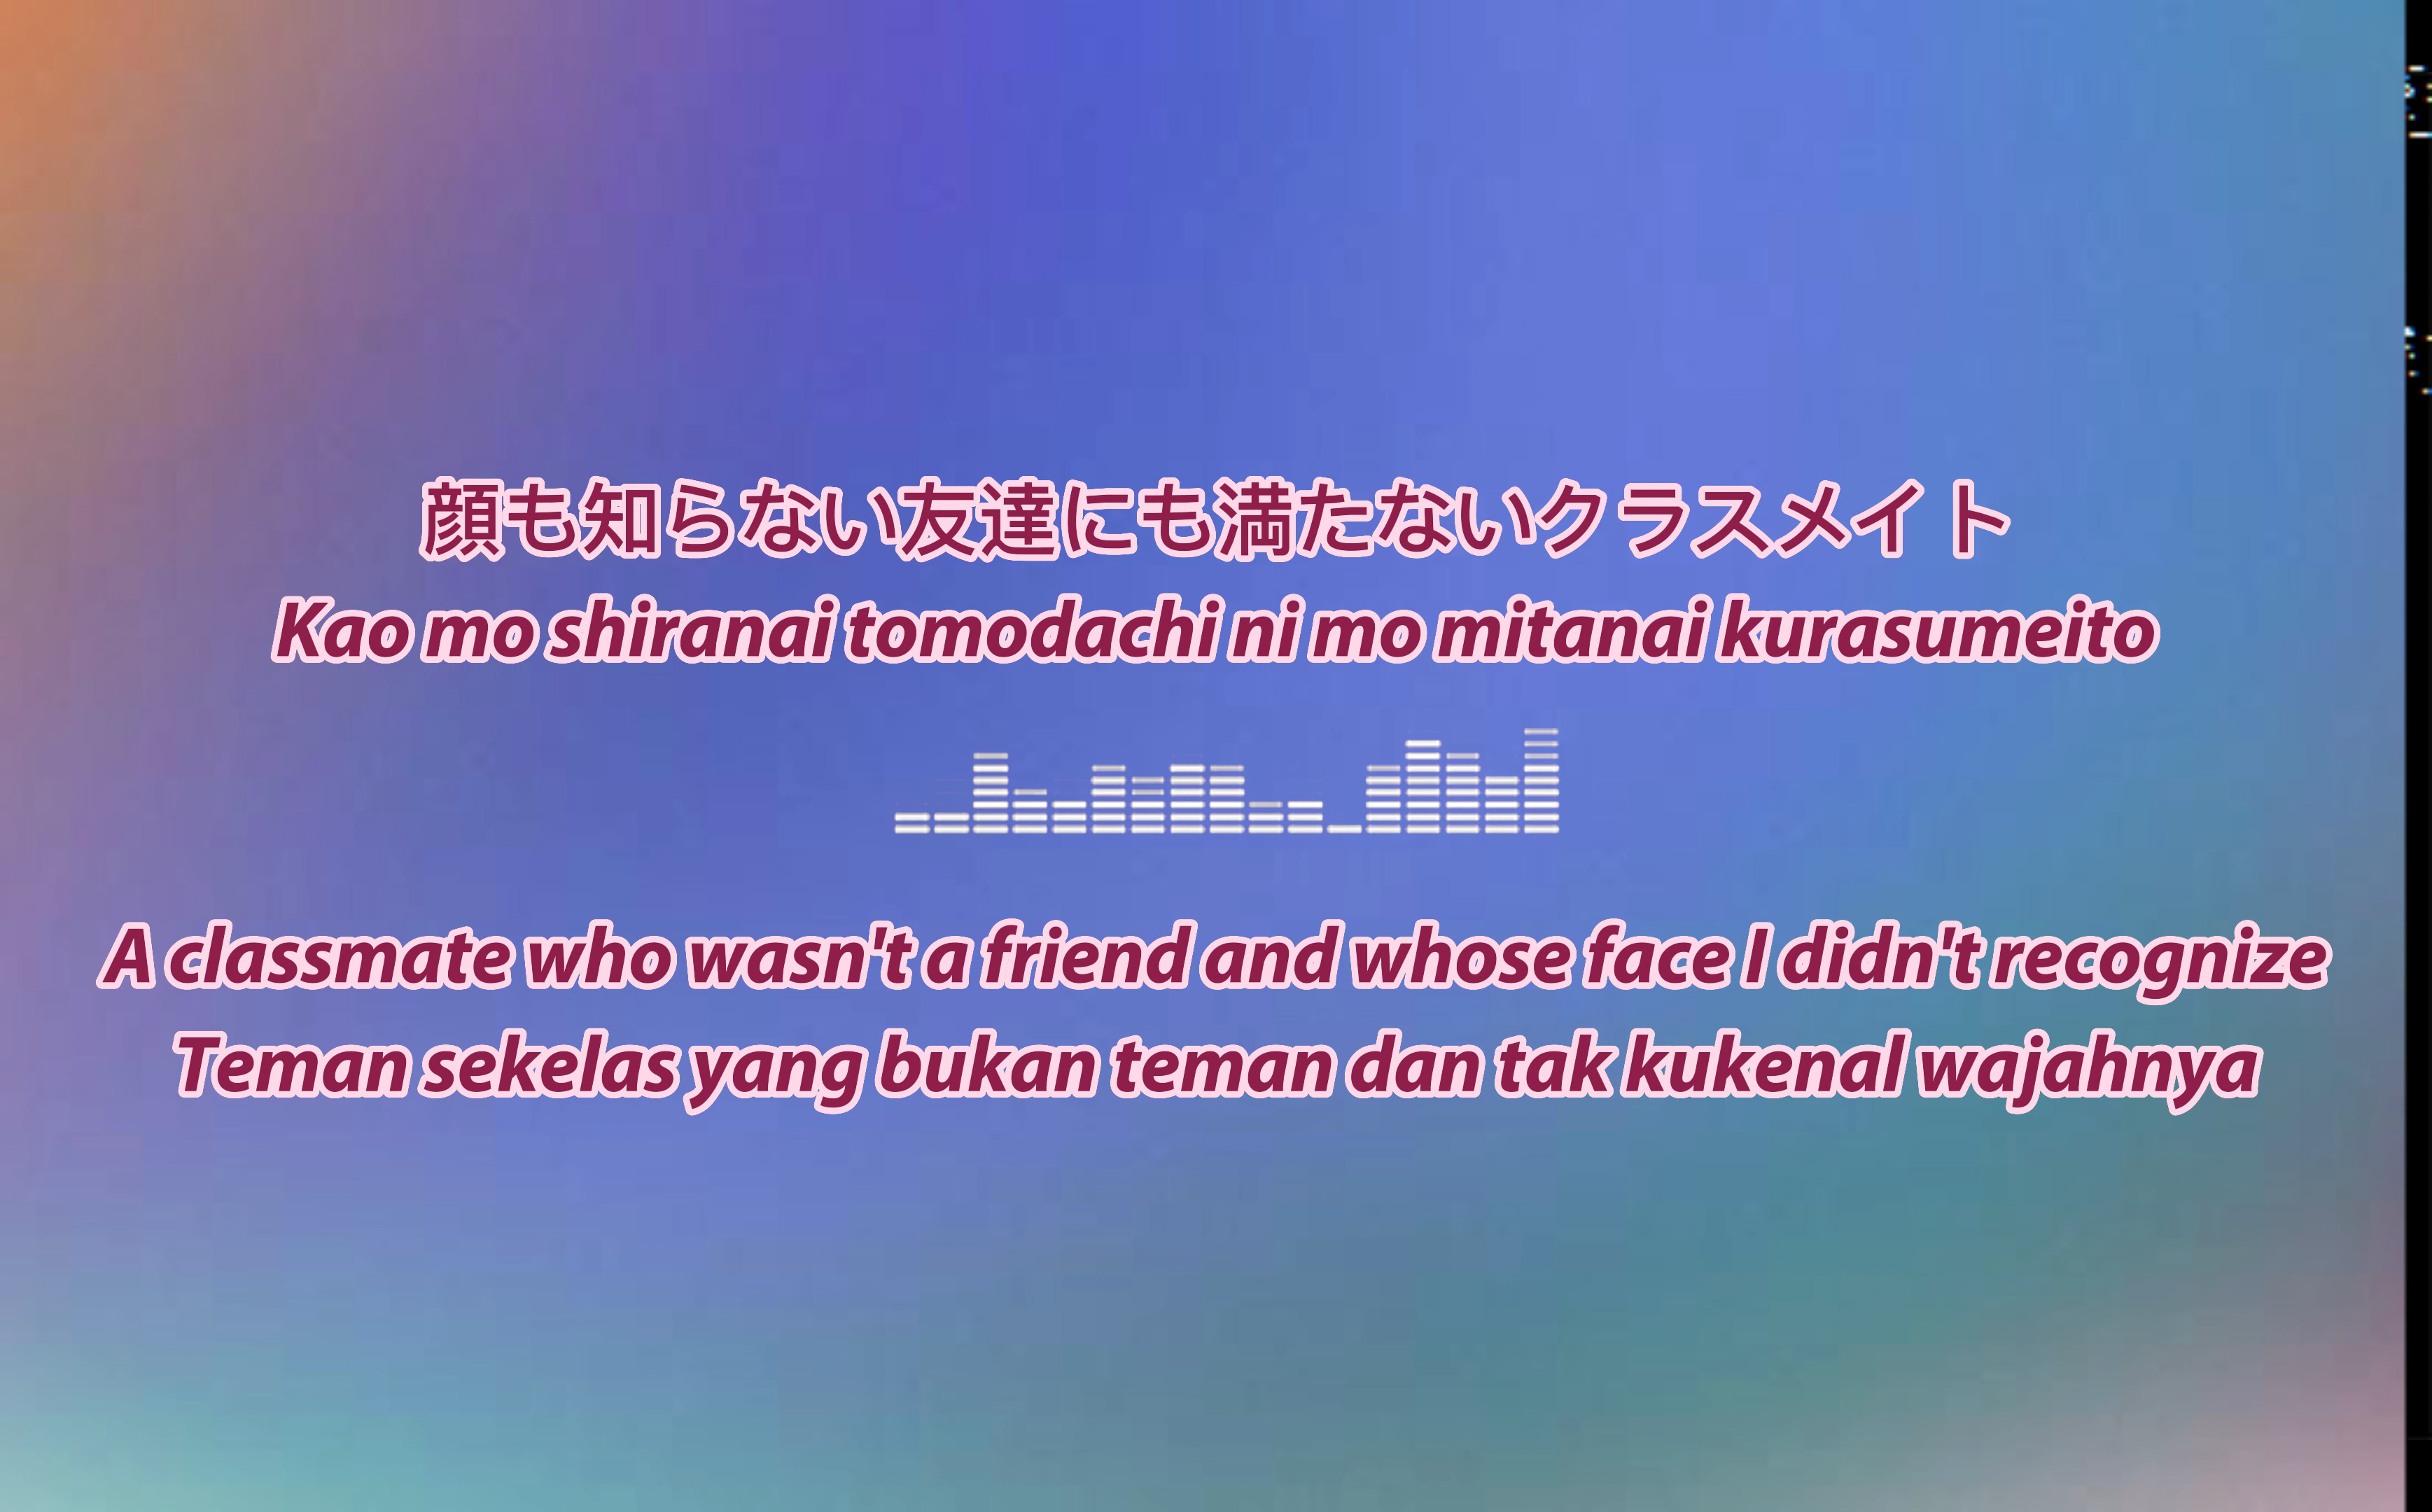 顔も知らない友達にも満たないクラスメイト
Kao mo shiranai tomodachi ni mo mitanai kurasumeito
A classmate who wasn't a friend and whose face I didn't recognize
Teman sekelas yang bukan teman dan tak kukenal wajahnya